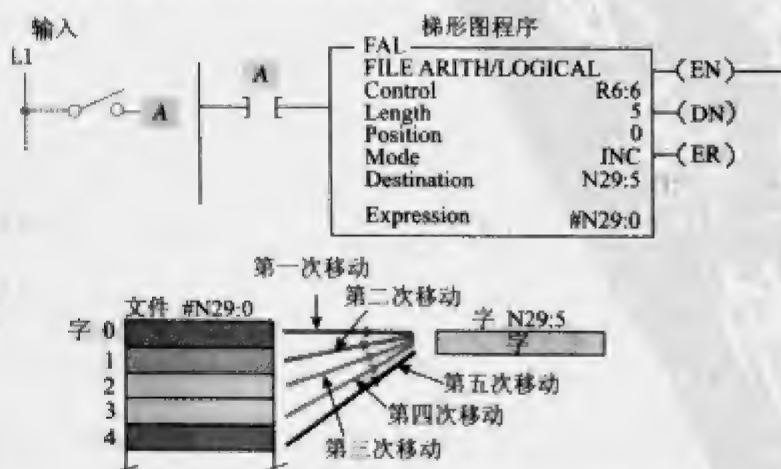 输入
L1
A
A
梯形图程序
FAL
FILE ARITH/LOGICAL
Control R6:6
Length 5
Position 0
Mode INC
Destination N29:5
Expression #N29:0
(EN)
(DN)
(ER)
第一次移动
第二次移动
文件 #N29:0
字 0
1
2
3
4
字 N29:5
字
第五次移动
第四次移动
第三次移动